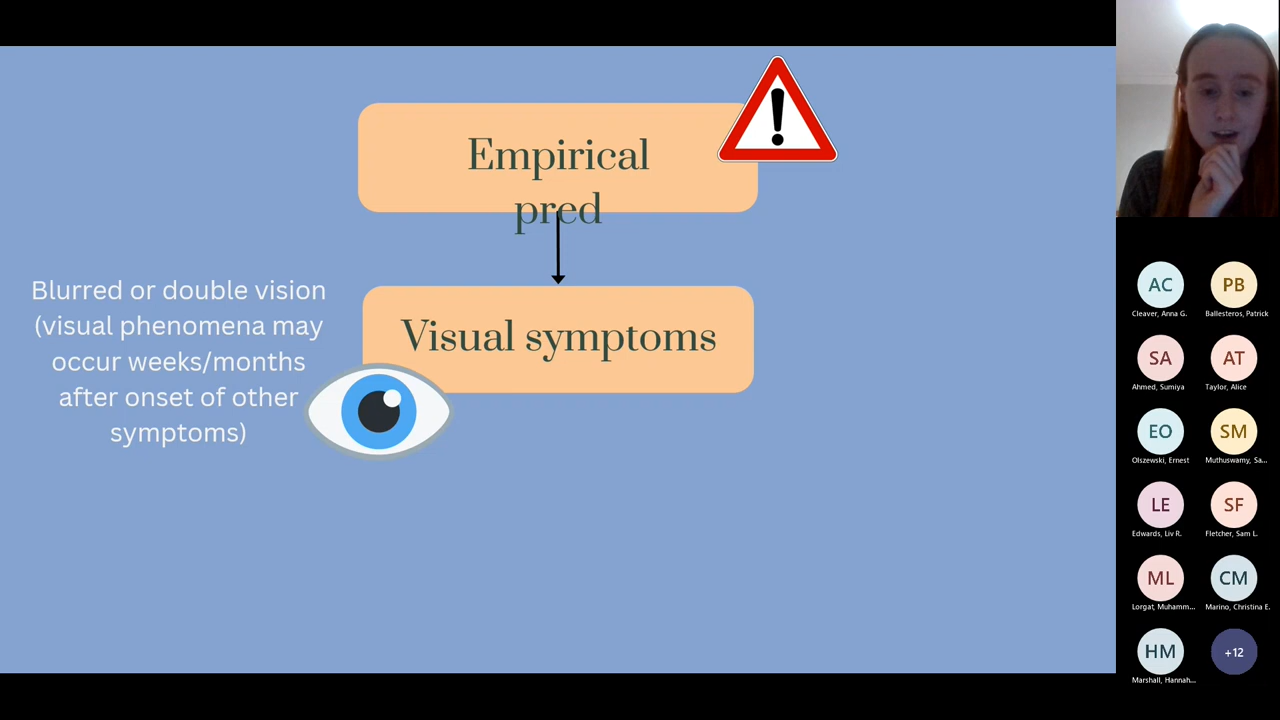 Empirical
pred
Visual symptoms
Blurred or double vision
(visual phenomena may
occur weeks/months
after onset of other
symptoms)
AC
PB
Cleaver, Anna G.
Ballesteros, Patrick
SA
AT
Ahmed, Sumiya
Taylor, Alice
EO
SM
Olszewski, Ernest
Muthuswamy, Sa...
LE
SF
Edwards, Liv R.
Fletcher, Sam L.
ML
CM
Lorgat, Muhamm...
Marino, Christina E.
HM
+12
Marshall, Hannah...